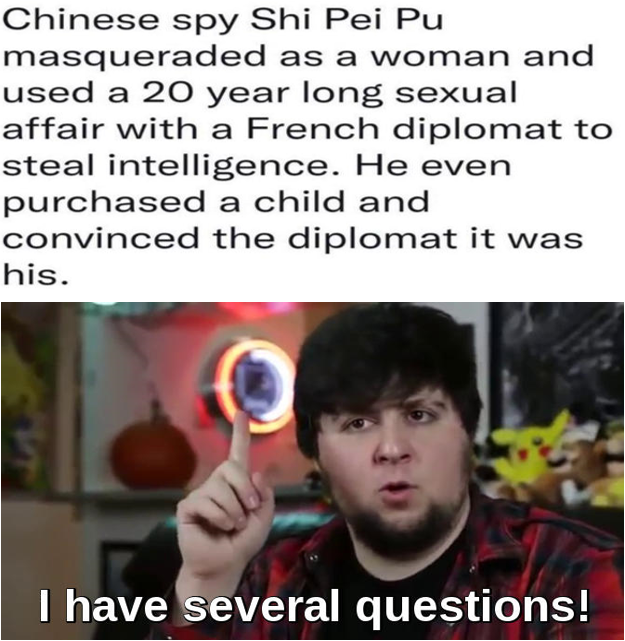 Chinese spy Shi Pei Pu
masqueraded as a woman and
used a 20 year long sexual
affair with a French diplomat to
steal intelligence. He even
purchased a child and
convinced the diplomat it was
his.
I have several questions!